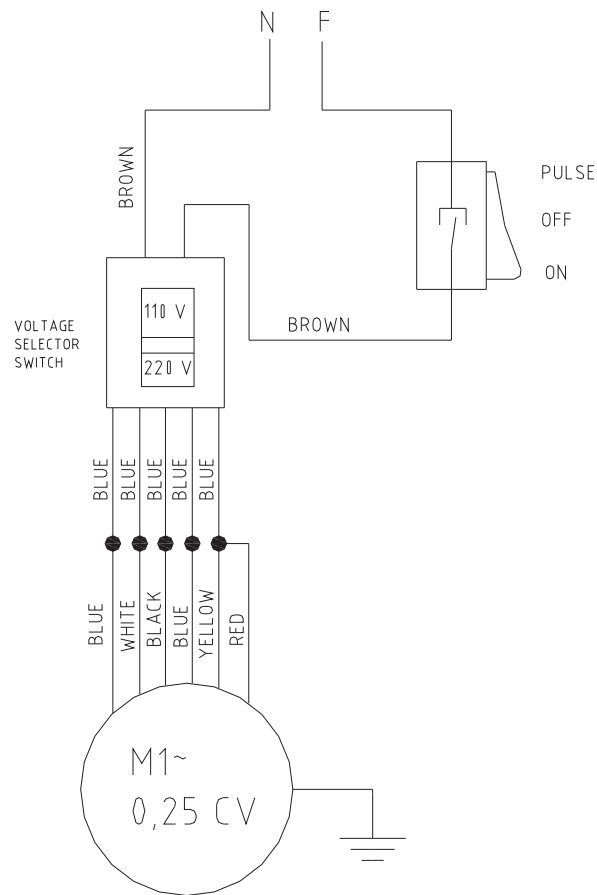 N F
BROWN
PULSE
OFF
ON
BROWN
VOLTAGE
SELECTOR
SWITCH
110 V
220 V
BLUE BLUE BLUE BLUE BLUE
BLUE WHITE BLACK BLUE YELLOW RED
M1~
0,25 CV